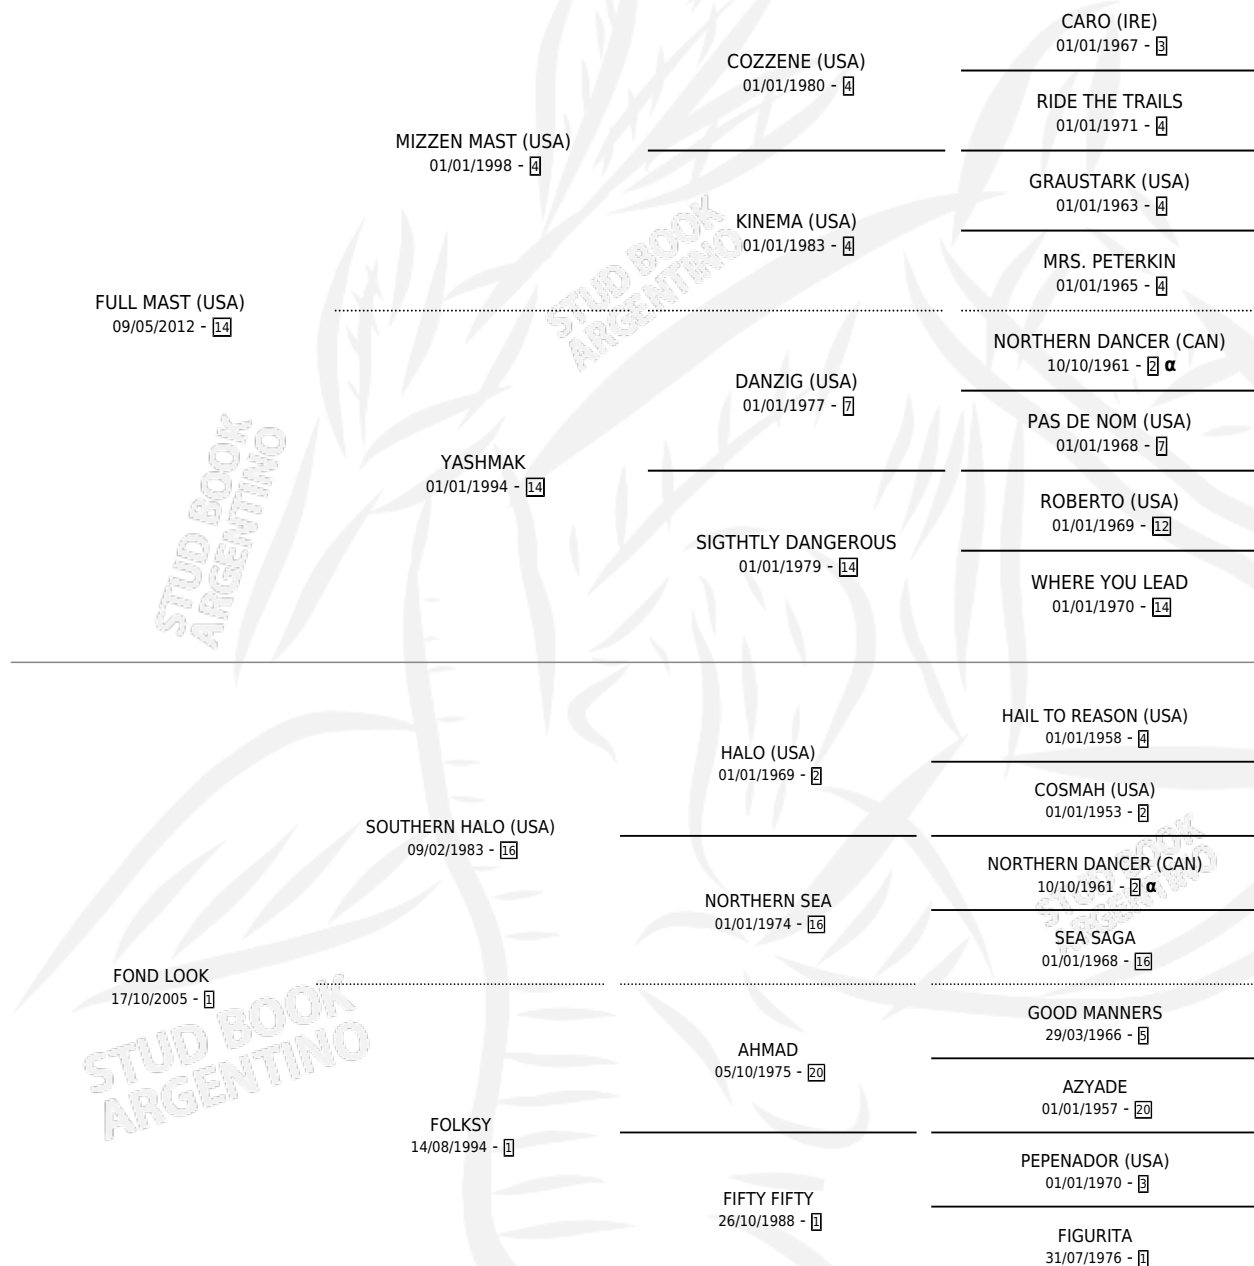 CARO (IRE)
01/01/1967 - 3
COZZENE (USA)
01/01/1980 - 4
RIDE THE TRAILS
01/01/1971 - 4
MIZZEN MAST (USA)
01/01/1998 - 4
GRAUSTARK (USA)
01/01/1963 - 4
KINEMA (USA)
01/01/1983 - 4
MRS. PETERKIN
01/01/1965 - 4
FULL MAST (USA)
09/05/2012 - 14
NORTHERN DANCER (CAN)
10/10/1961 - 2 α
DANZIG (USA)
01/01/1977 - 7
PAS DE NOM (USA)
01/01/1968 - 7
YASHMAK
01/01/1994 - 14
ROBERTO (USA)
01/01/1969 - 12
SIGTHTLY DANGEROUS
01/01/1979 - 14
WHERE YOU LEAD
01/01/1970 - 14
HAIL TO REASON (USA)
01/01/1958 - 4
HALO (USA)
01/01/1969 - 2
COSMAH (USA)
01/01/1953 - 2
SOUTHERN HALO (USA)
09/02/1983 - 16
NORTHERN DANCER (CAN)
10/10/1961 - 2 α
NORTHERN SEA
01/01/1974 - 16
SEA SAGA
01/01/1968 - 16
FOND LOOK
17/10/2005 - 1
GOOD MANNERS
29/03/1966 - 5
AHMAD
05/10/1975 - 20
AZYADE
01/01/1957 - 20
FOLKSY
14/08/1994 - 1
PEPENADOR (USA)
01/01/1970 - 3
FIFTY FIFTY
26/10/1988 - 1
FIGURITA
31/07/1976 - 1
STUD BOOK
ARGENTINO
STUD BOOK
ARGENTINO
STUD BOOK
ARGENTINO
STUD BOOK
ARGENTINO